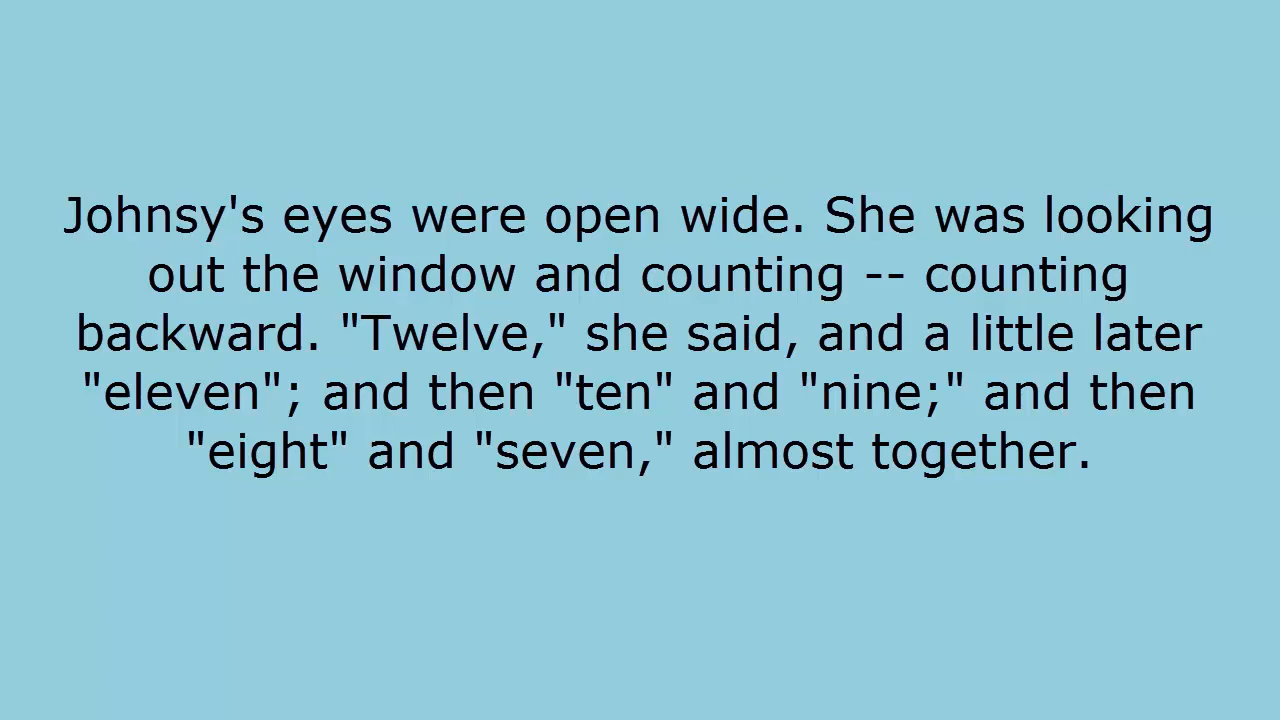 Johnsy's eyes were open wide. She was looking
out the window and counting -- counting
backward. "Twelve," she said, and a little later
"eleven"; and then "ten" and "nine;" and then
"eight" and "seven," almost together.